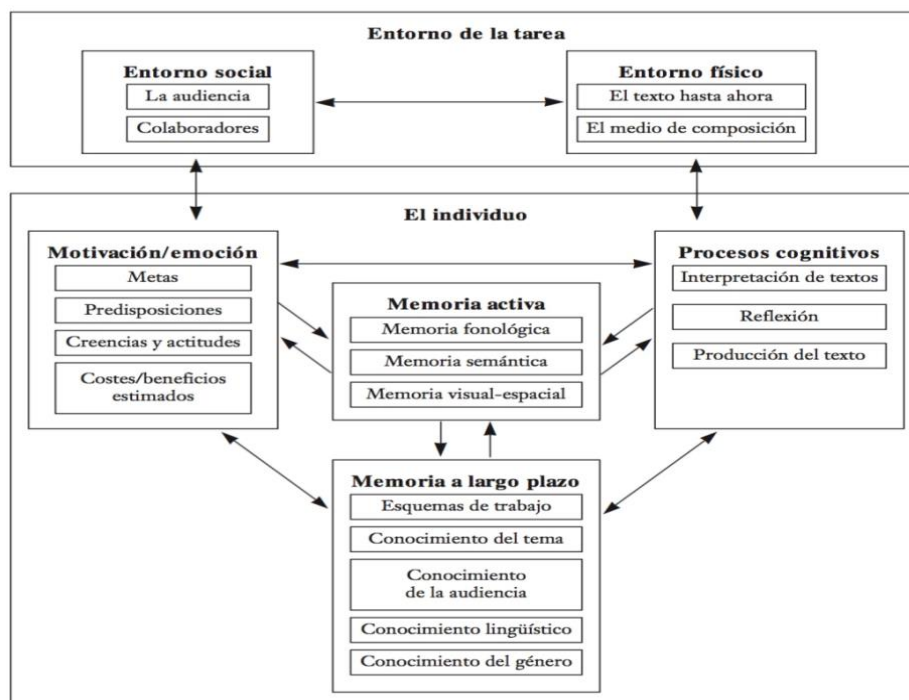 Entorno de la tarea
Entorno social
La audiencia
Colaboradores
Entorno físico
El texto hasta ahora
El medio de composición
El individuo
Motivación/emoción
Metas
Predisposiciones
Creencias y actitudes
Costes/beneficios
estimados
Memoria activa
Memoria fonológica
Memoria semántica
Memoria visual-espacial
Procesos cognitivos
Interpretación de textos
Reflexión
Producción del texto
Memoria a largo plazo
Esquemas de trabajo
Conocimiento del tema
Conocimiento
de la audiencia
Conocimiento lingüístico
Conocimiento del género